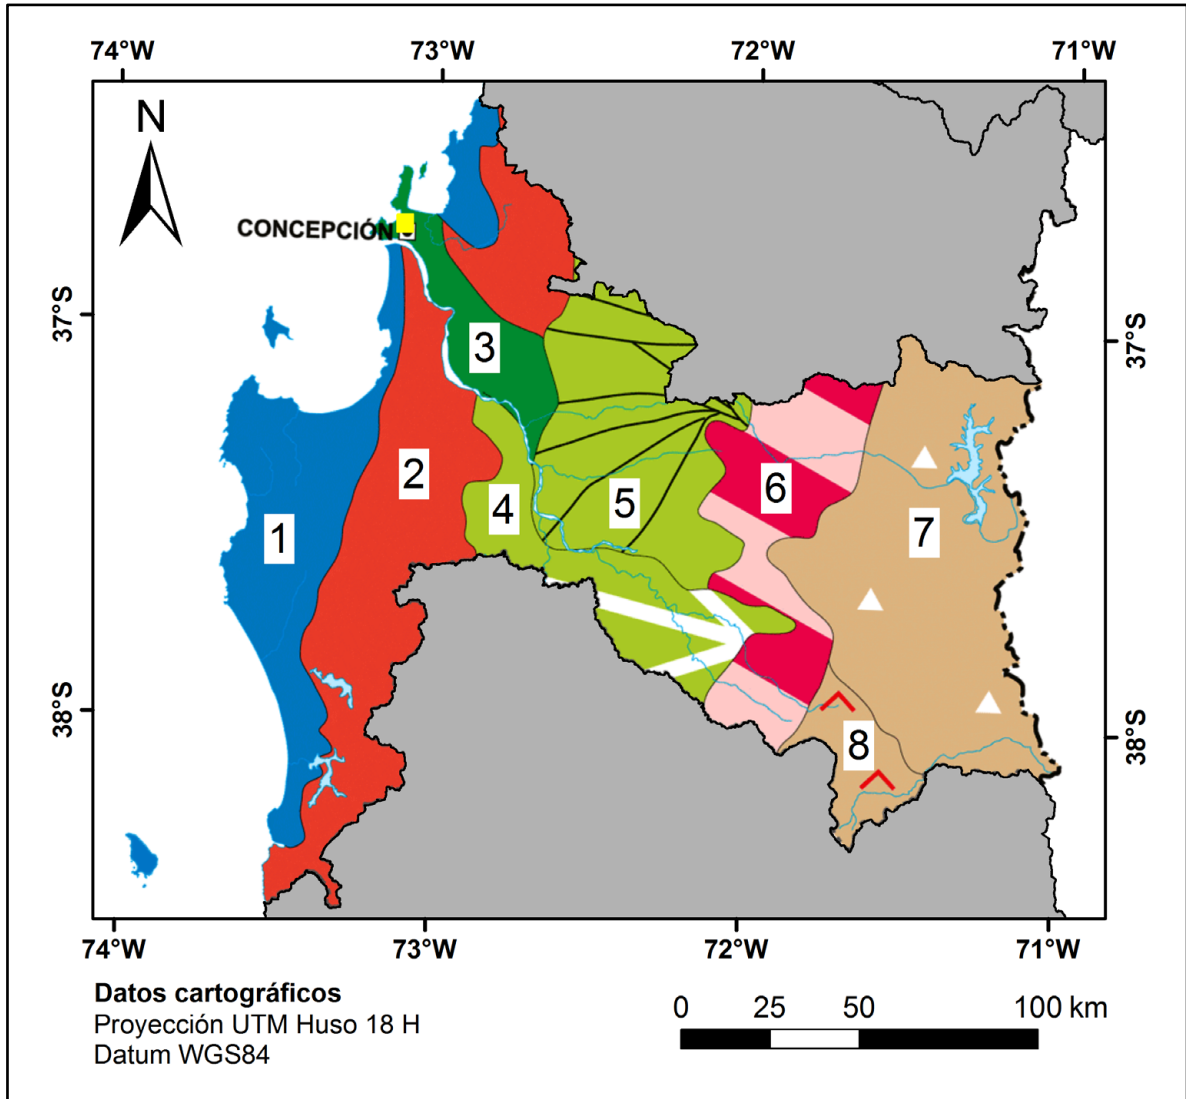 74°W 73°W 72°W 71°W
N
CONCEPCIÓN
37°S 37°S
3
2 6
4 5
1 7
38°S 38°S
8
74°W 73°W 72°W 71°W
Datos cartográficos
Proyección UTM Huso 18 H
Datum WGS84
0 25 50 100 km